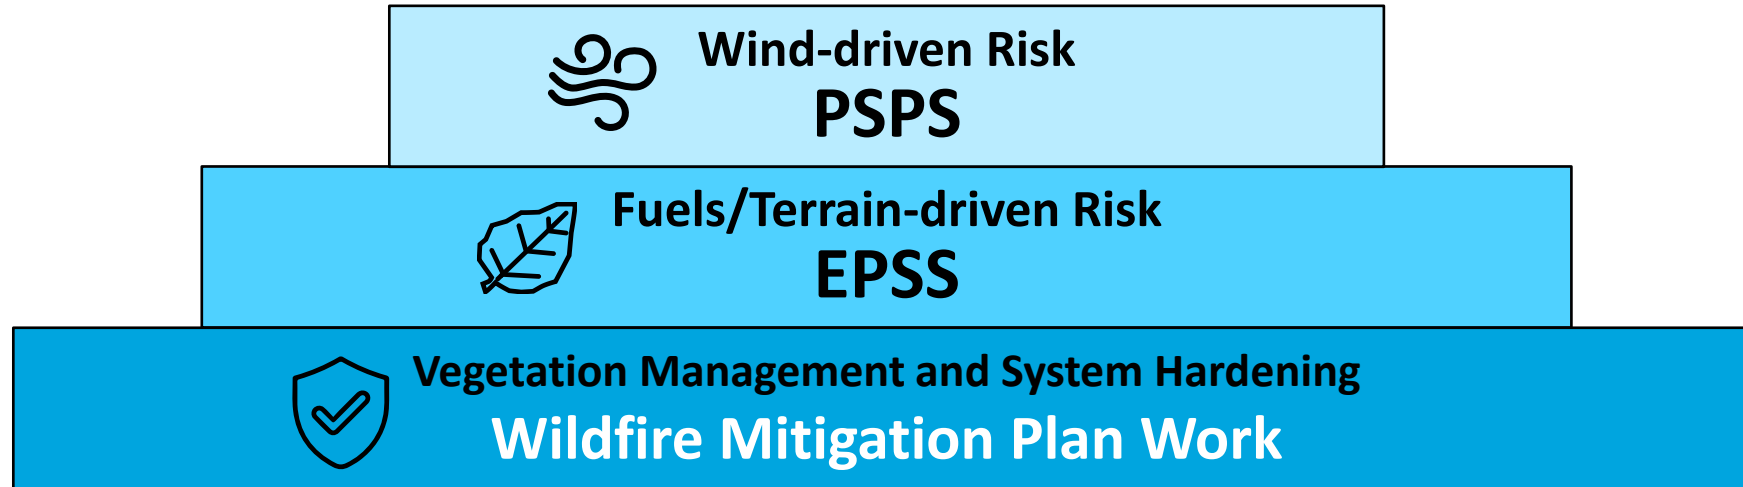 Wind-driven Risk
PSPS
Fuels/Terrain-driven Risk
EPSS
Vegetation Management and System Hardening
Wildfire Mitigation Plan Work